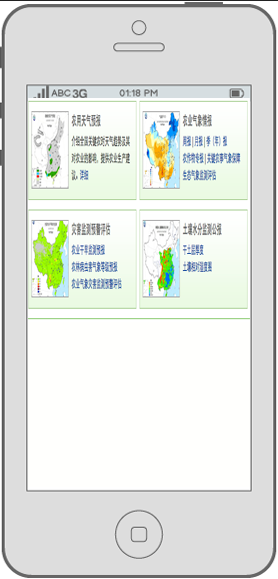 ABC 3G 01:18 PM
农用天气预报
介绍全国关键农时天气趋势及其
对农业的影响，提供农业生产建
议。详细
农业气象情报
周报 | 月报 | 季（年）报
农作物专报 | 关键农事气象保障
生态气象监测评估
灾害监测预警评估
农业干旱监测预报
农林病虫害气象等级预报
农业气象灾害监测预警评估
土壤水分监测公报
干土层厚度
土壤相对湿度图